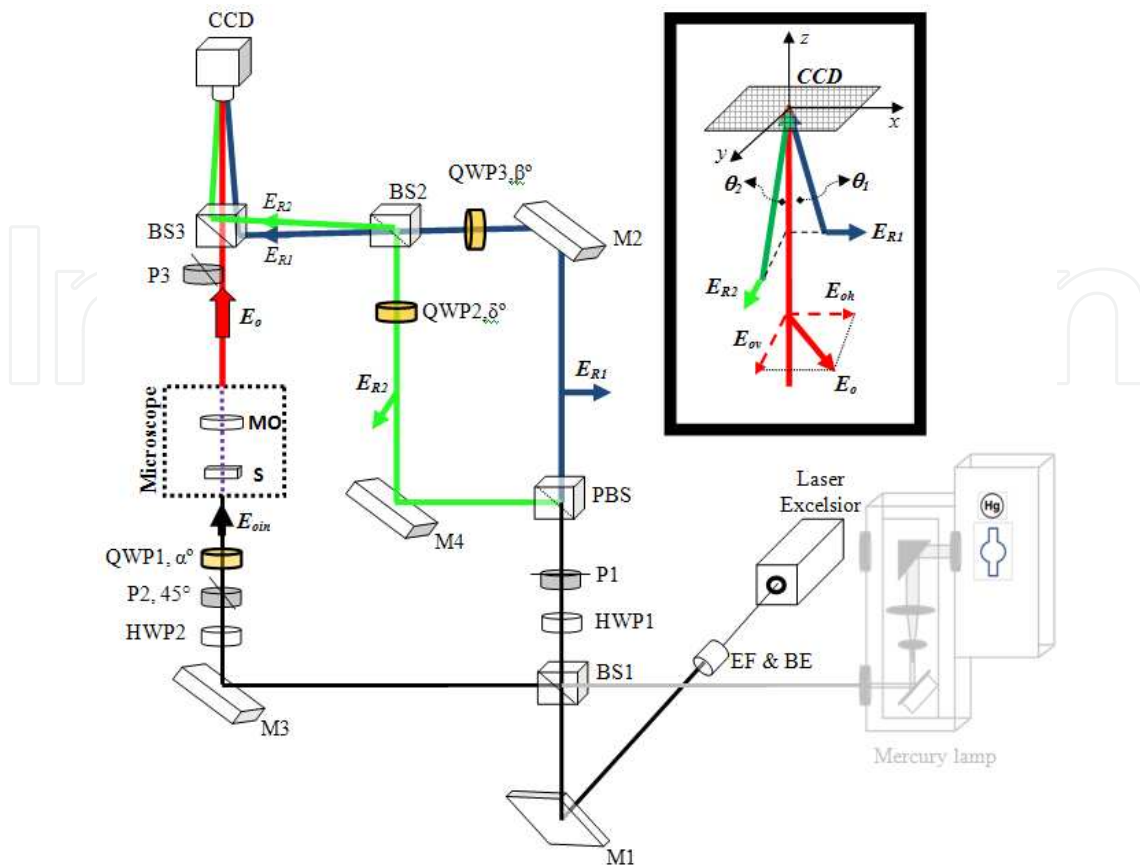 CCD
z
CCD
x
y
θ2
θ1
ER1
ER2
Eoh
Eov
Eo
QWP3,β°
BS2
M2
ER2
BS3
ER1
P3
QWP2,δ°
Eo
ER2
ER1
Microscope
MO
S
PBS
Laser
Excelsior
Hg
Eoin
M4
QWP1, α°
P1
P2, 45°
HWP1
HWP2
EF & BE
BS1
M3
Mercury lamp
M1